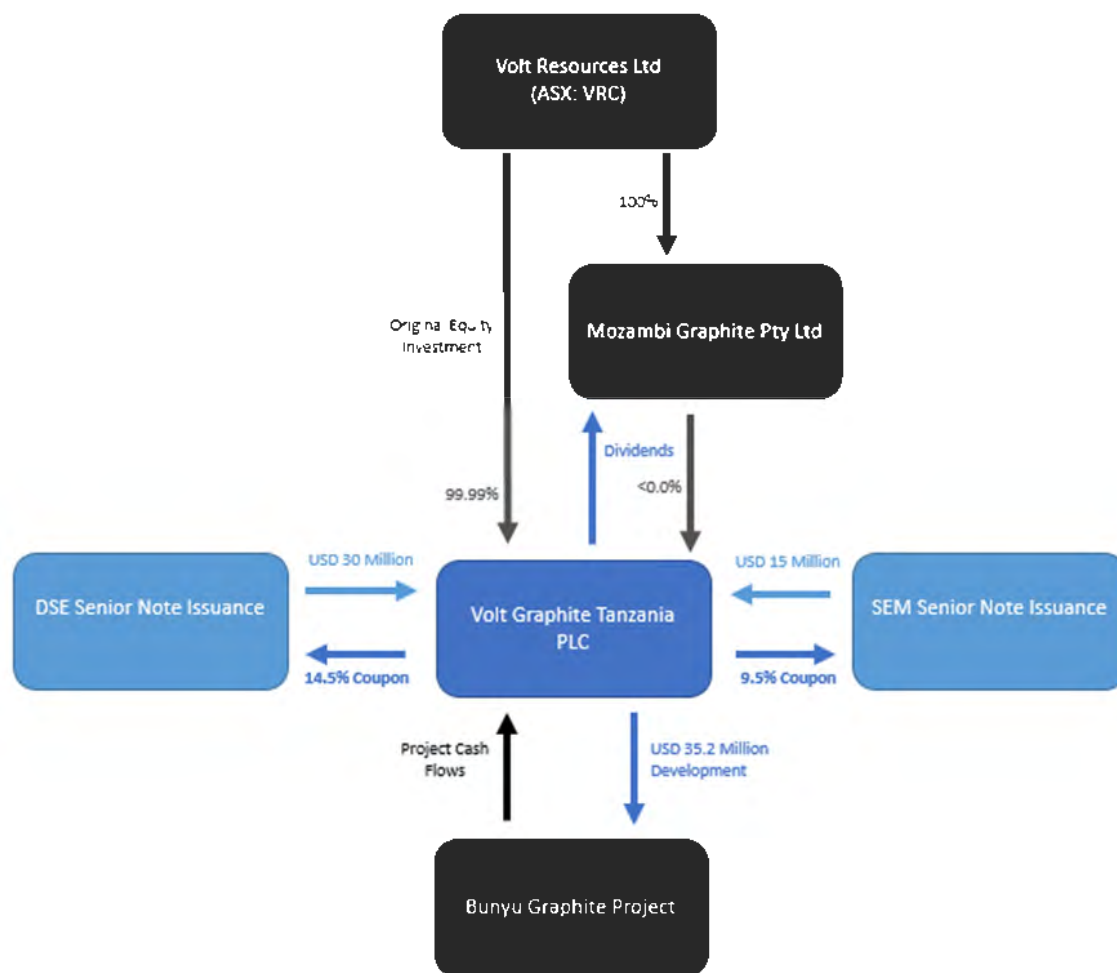 Volt Resources Ltd
(ASX: VRC)
100%
Mozambi Graphite Pty Ltd
Original Equity
Investment
Dividends
99.99%
<0.0%
DSE Senior Note Issuance
USD 30 Million
14.5% Coupon
Volt Graphite Tanzania
PLC
USD 15 Million
9.5% Coupon
SEM Senior Note Issuance
Project Cash
Flows
USD 35.2 Million
Development
Bunyu Graphite Project